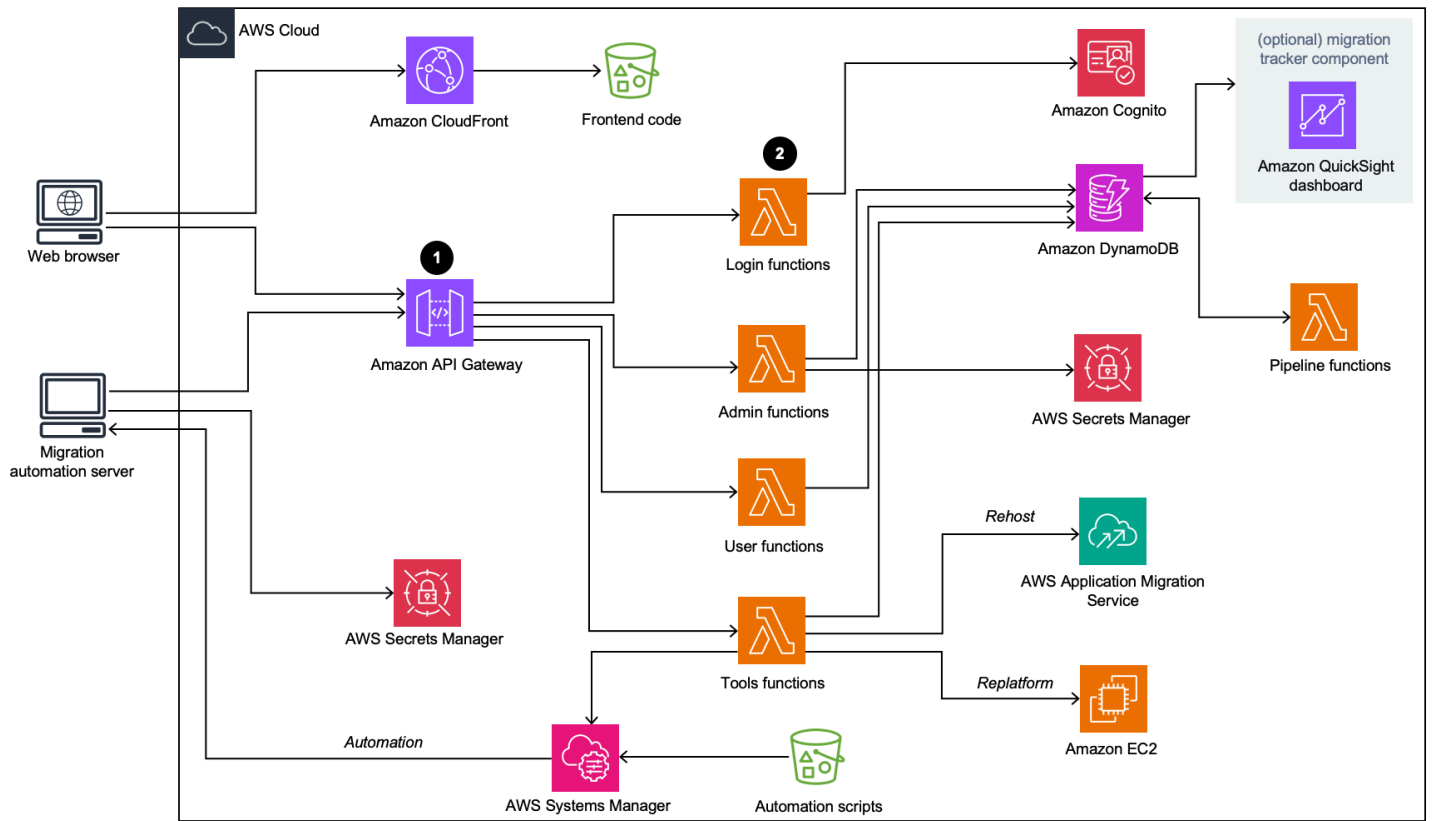 AWS Cloud
(optional) migration
tracker component
Amazon CloudFront
Frontend code
Amazon Cognito
2
Amazon QuickSight
dashboard
Web browser
Login functions
Amazon DynamoDB
1
Amazon API Gateway
Pipeline functions
Admin functions
AWS Secrets Manager
Migration
automation server
Rehost
User functions
AWS Application Migration
Service
AWS Secrets Manager
Tools functions
Replatform
Automation
Amazon EC2
AWS Systems Manager
Automation scripts